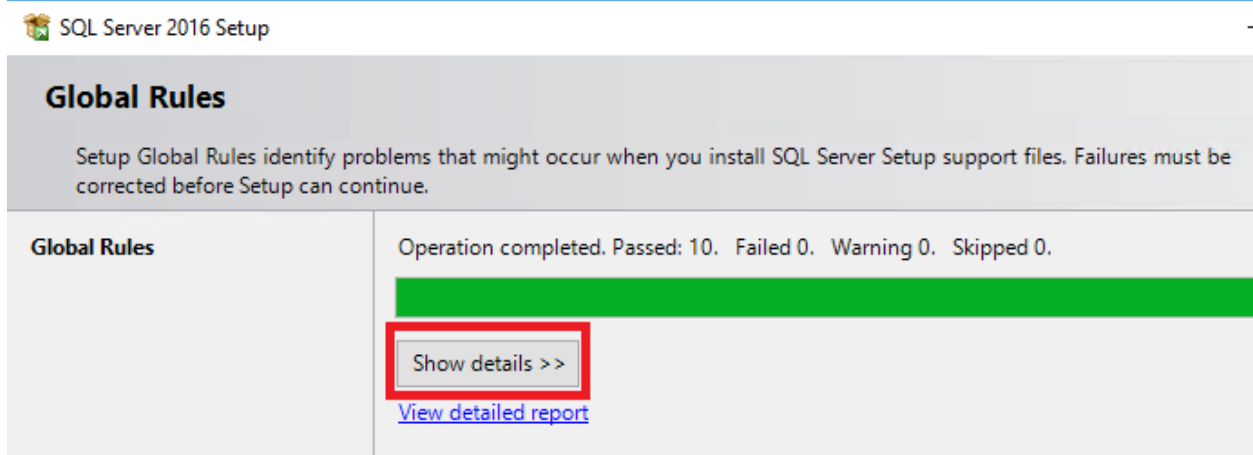 SQL Server 2016 Setup
Global Rules
Setup Global Rules identify problems that might occur when you install SQL Server Setup support files. Failures must be
corrected before Setup can continue.
Global Rules
Operation completed. Passed: 10.   Failed 0.   Warning 0.   Skipped 0.
Show details >>
View detailed report